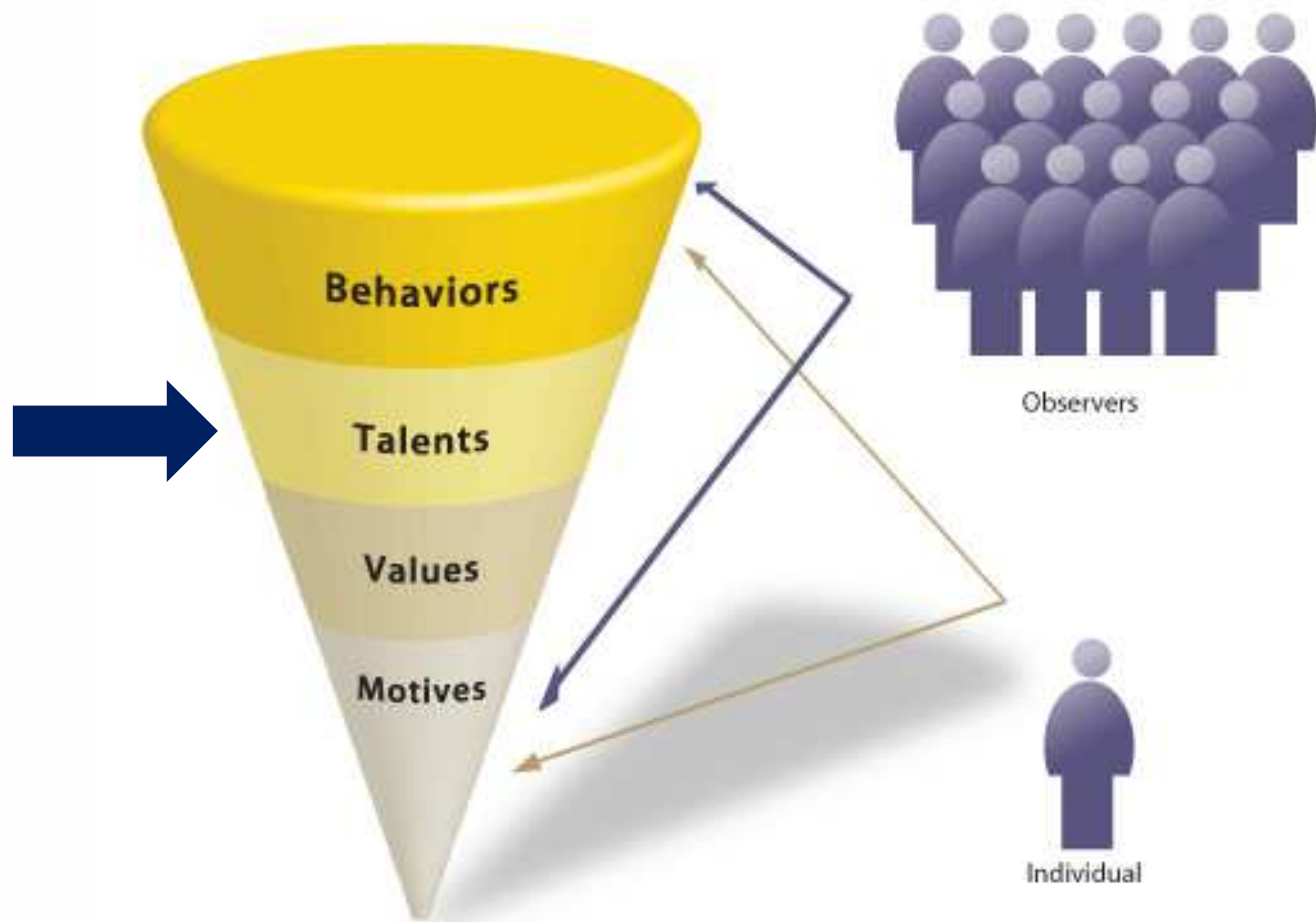 Behaviors
Talents
Values
Motives
Observers
Individual